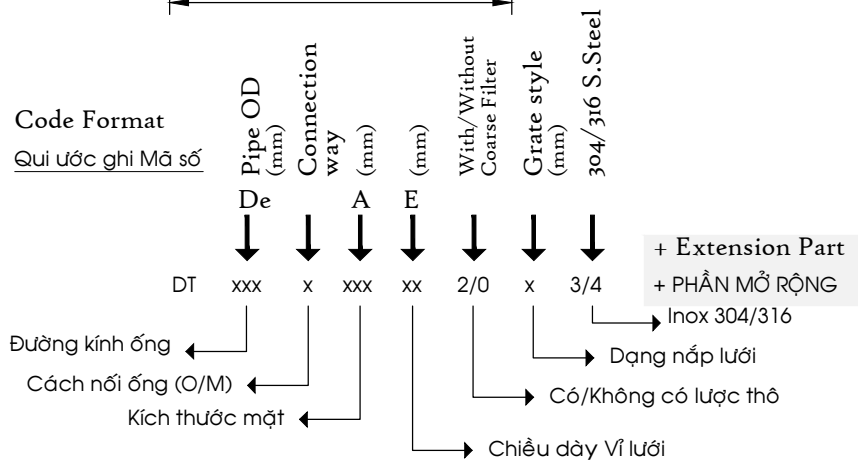 Code Format
Qui ước ghi Mã số
Pipe OD
(mm)
Connection
way
(mm)
(mm)
With/Without
Coarse Filter
Grate style
(mm)
304/316 S.Steel
De
A
E
DT xxx x xxx xx 2/0 x 3/4
+ Extension Part
+ PHẦN MỞ RỘNG
Inox 304/316
Đường kính ống
Dạng nắp lưới
Cách nối ống (O/M)
Có/Không có lược thô
Kích thước mặt
Chiều dày Vỉ lưới